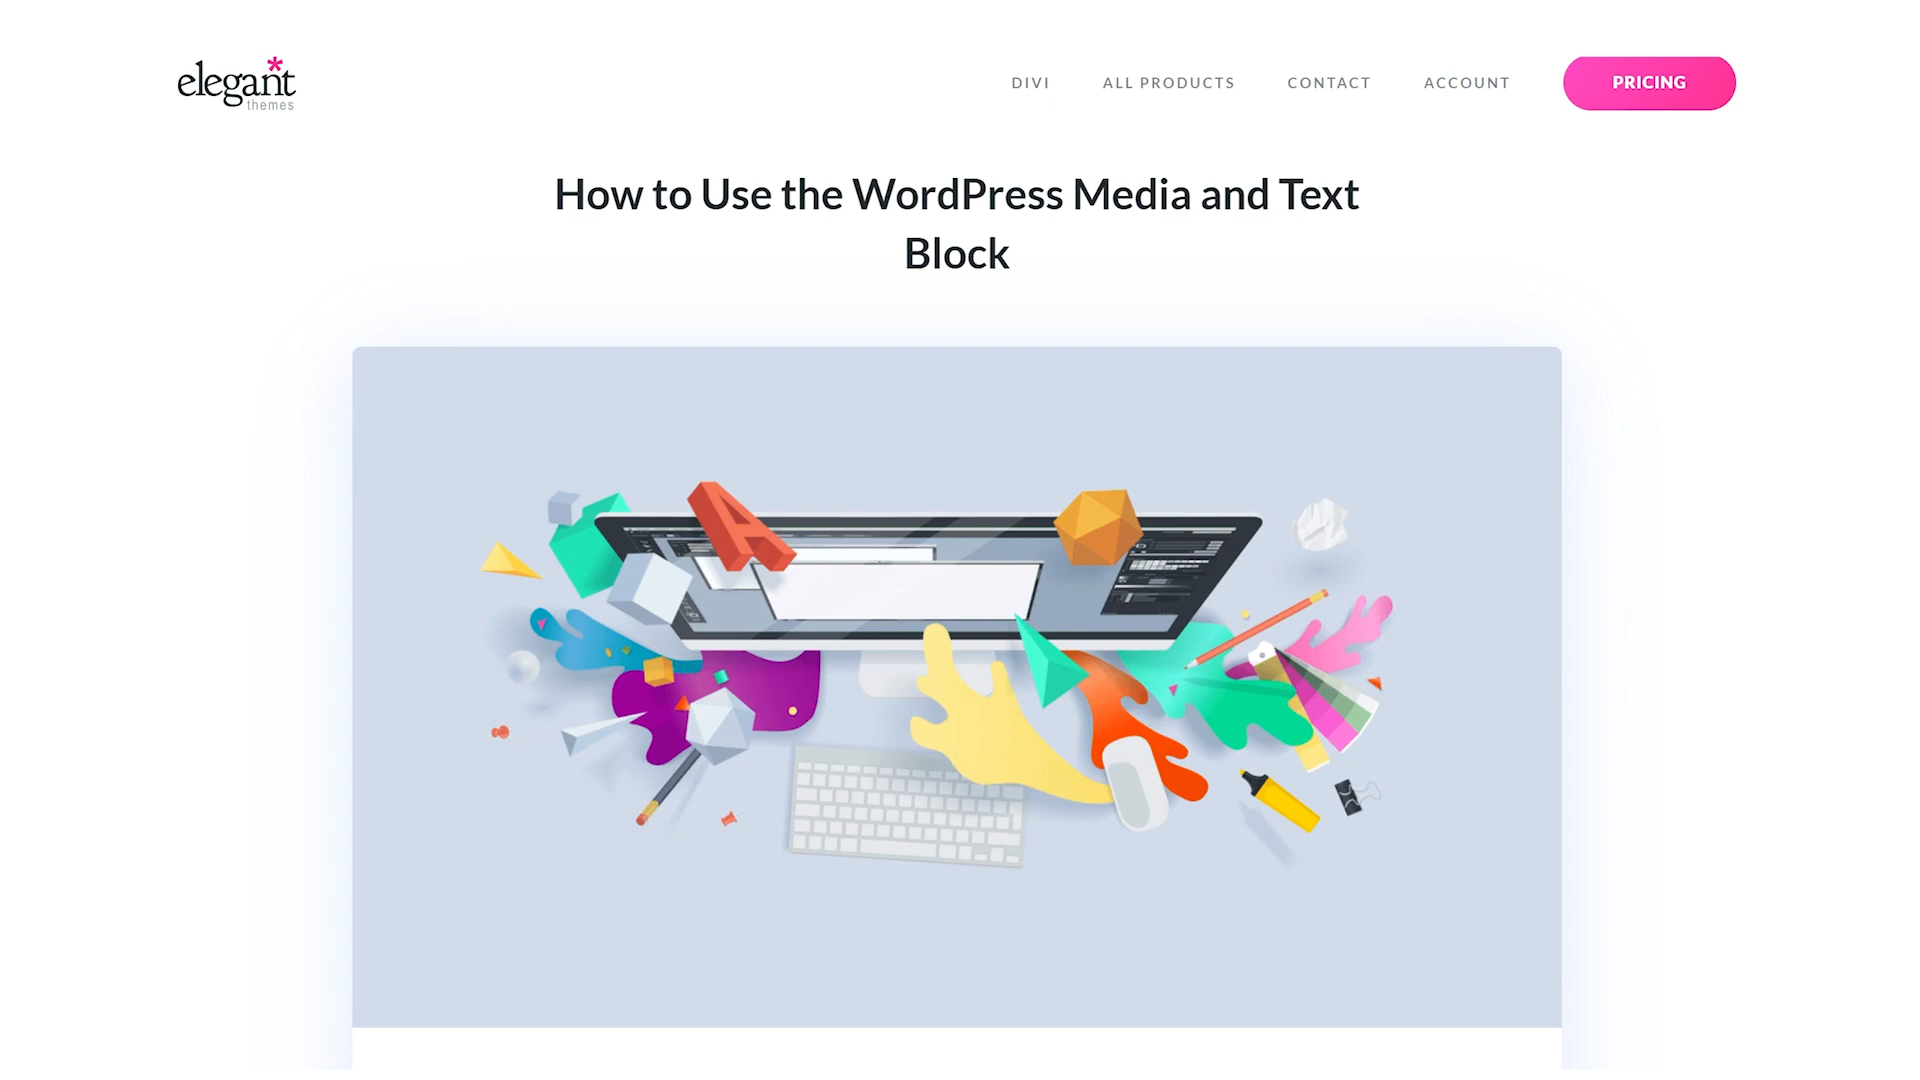 elegant
themes
DIVI
ALL PRODUCTS
CONTACT
ACCOUNT
PRICING
How to Use the WordPress Media and Text
Block
A